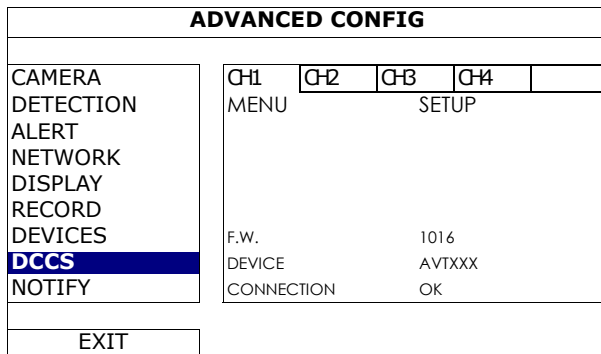 ADVANCED CONFIG
CAMERA
DETECTION
ALERT
NETWORK
DISPLAY
RECORD
DEVICES
DCCS
NOTIFY
CH1 CH2 CH3 CH4
MENU SETUP
F.W. 1016
DEVICE AVTXXX
CONNECTION OK
EXIT